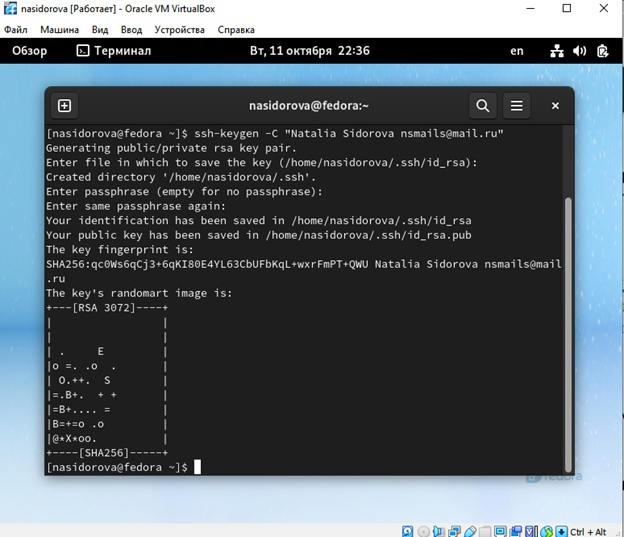 nasidorova [Работает] - Oracle VM VirtualBox
Файл Машина Вид Ввод Устройства Справка
Обзор Терминал Вт, 11 октября 22:36 en
nasidorova@fedora:~
[nasidorova@fedora ~]$ ssh-keygen -C "Natalia Sidorova nsmails@mail.ru"
Generating public/private rsa key pair.
Enter file in which to save the key (/home/nasidorova/.ssh/id_rsa):
Created directory '/home/nasidorova/.ssh'.
Enter passphrase (empty for no passphrase):
Enter same passphrase again:
Your identification has been saved in /home/nasidorova/.ssh/id_rsa
Your public key has been saved in /home/nasidorova/.ssh/id_rsa.pub
The key fingerprint is:
SHA256:qc0Ws6qCj3+6qKI80E4YL63CbUFbKqL+wxrFmPT+QWU Natalia Sidorova nsmails@mail
.ru
The key's randomart image is:
+---[RSA 3072]----+
|                 |
|                 |
| .     E         |
|o =. .o  .       |
| O.++.  S        |
|=.B+.  + +       |
|=B+.... =        |
|B=+=o .o         |
|@*X*oo.          |
+----[SHA256]-----+
[nasidorova@fedora ~]$
fedora
Ctrl + Alt